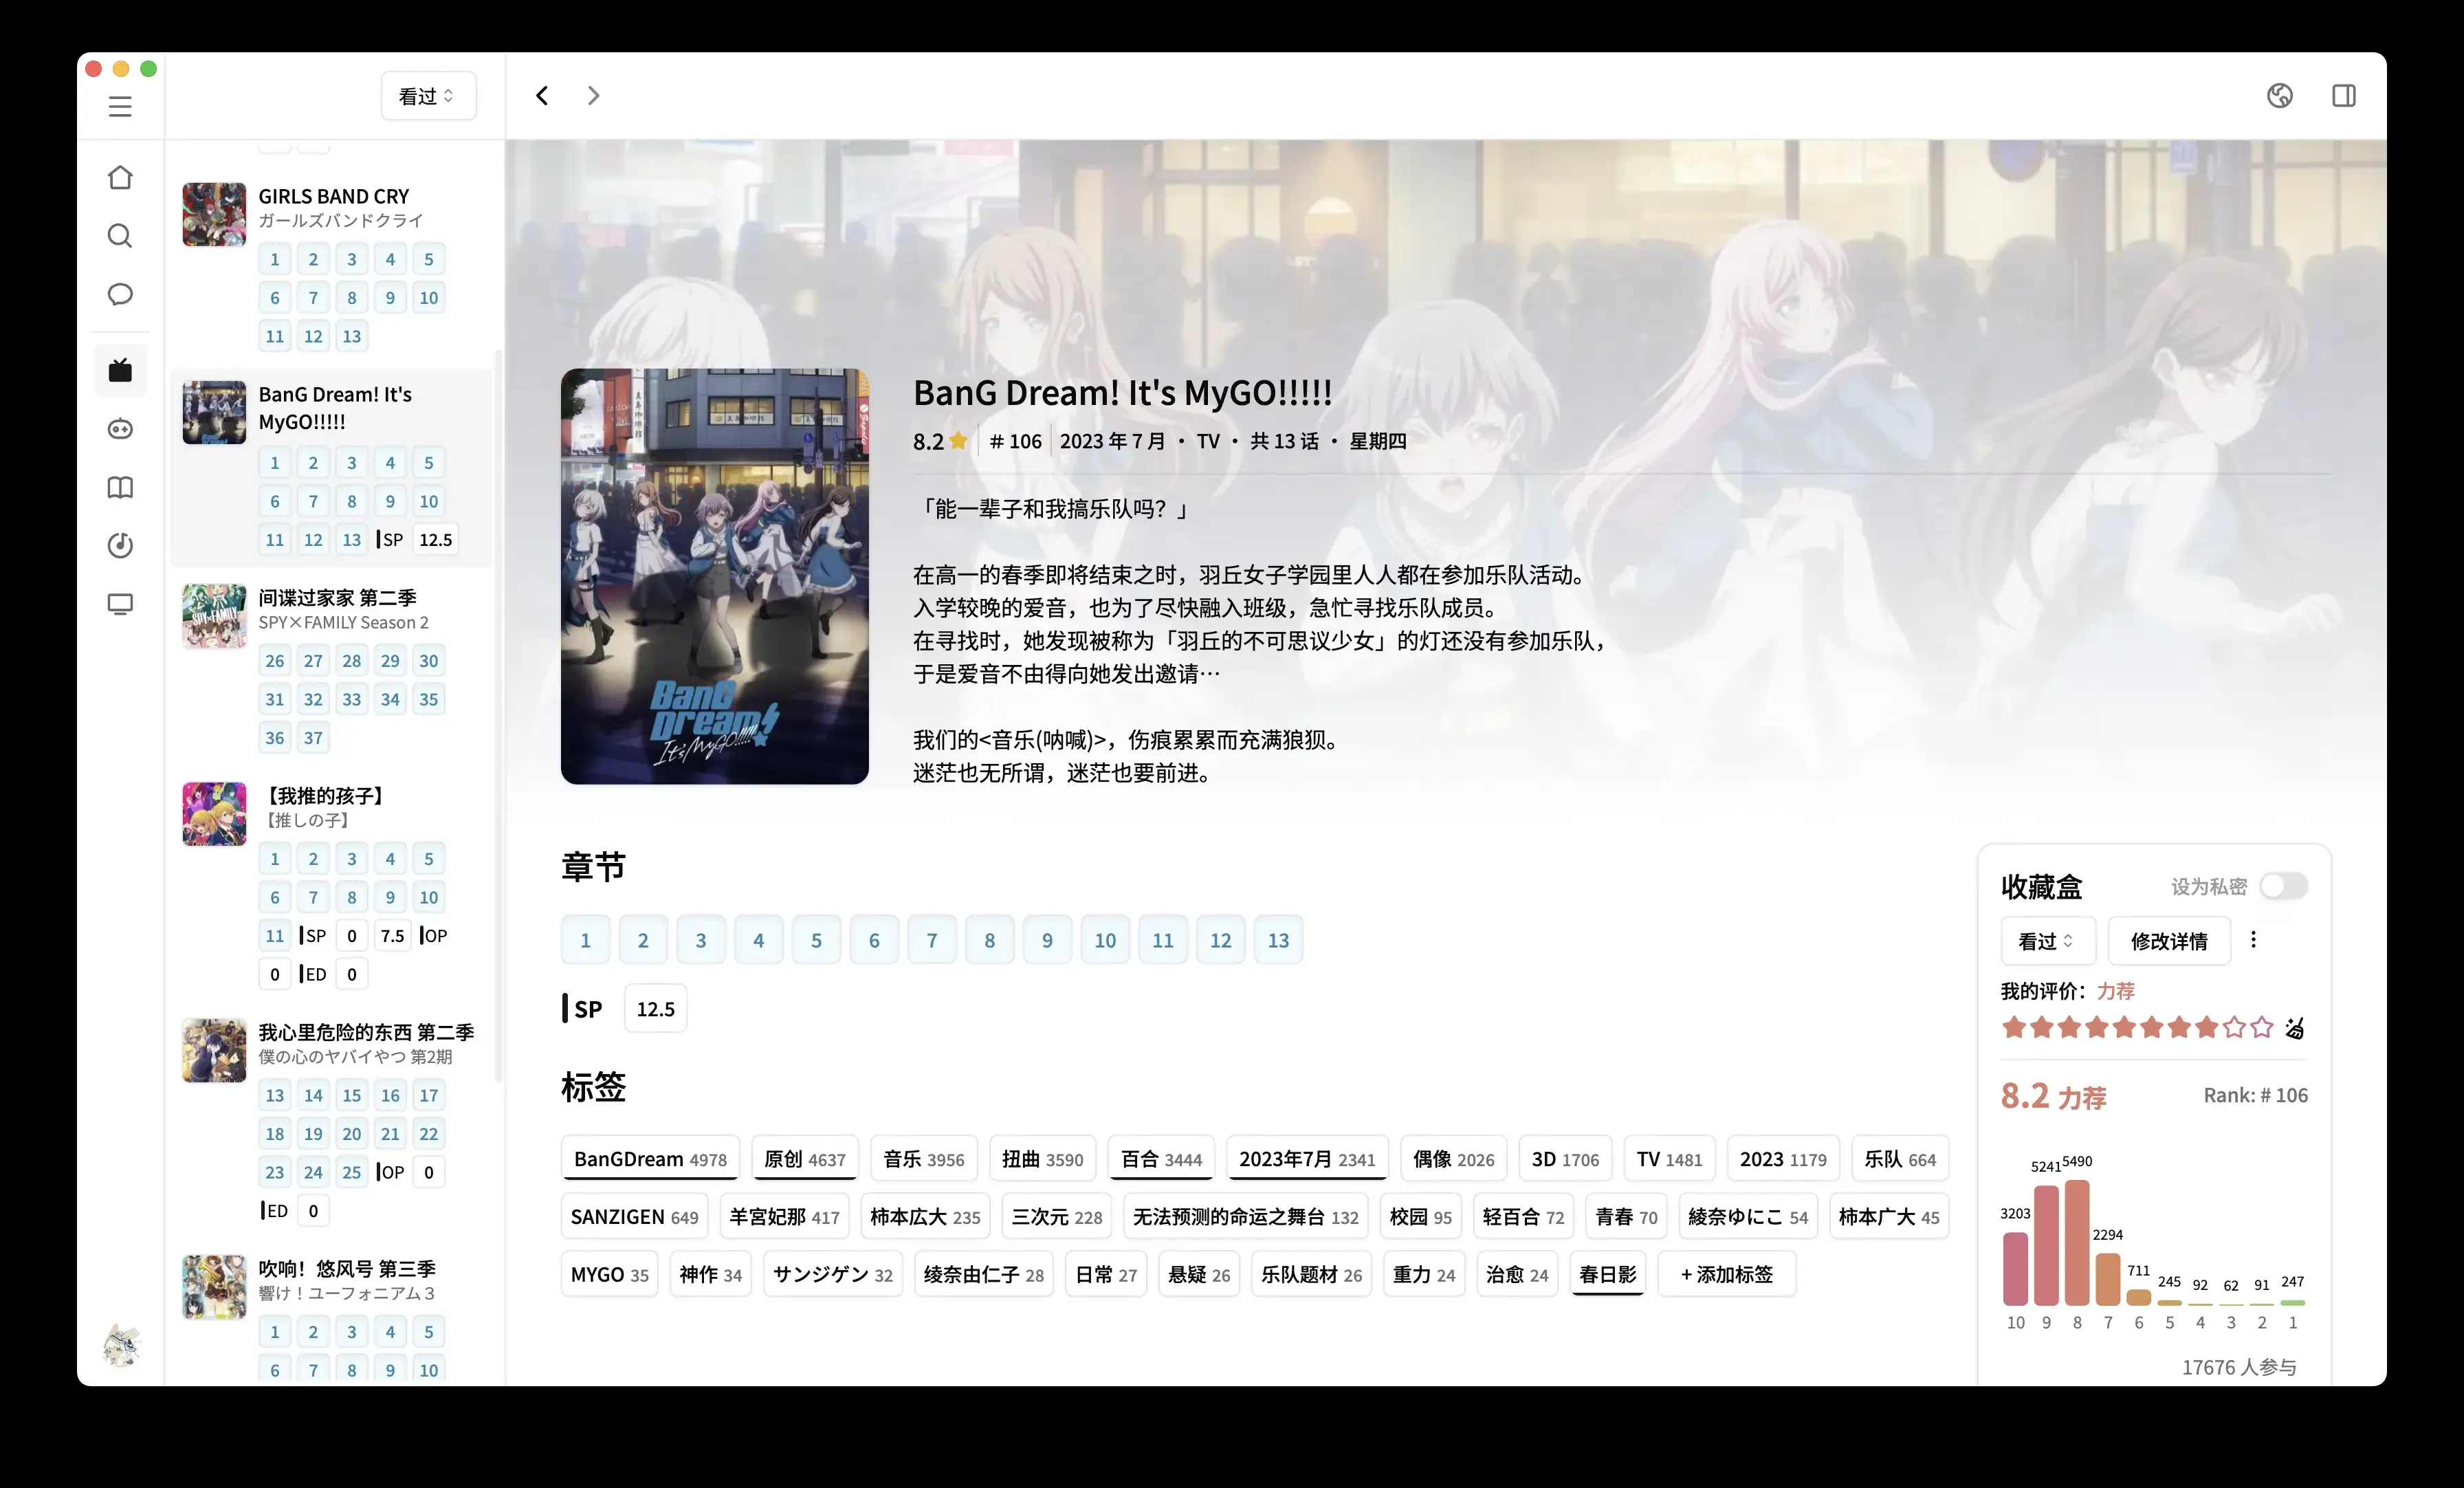 看过
GIRLS BAND CRY
ガールズバンドクライ
1 2 3 4 5
6 7 8 9 10
11 12 13
BanG Dream! It's
MyGO!!!!!
1 2 3 4 5
6 7 8 9 10
11 12 13 SP 12.5
间谍过家家 第二季
SPY×FAMILY Season 2
26 27 28 29 30
31 32 33 34 35
36 37
【我推的孩子】
【推しの子】
1 2 3 4 5
6 7 8 9 10
11 SP 0 7.5 OP
0 ED 0
我心里危险的东西 第二季
僕の心のヤバイやつ 第2期
13 14 15 16 17
18 19 20 21 22
23 24 25 OP 0
ED 0
吹响！悠风号 第三季
響け！ユーフォニアム３
1 2 3 4 5
6 7 8 9 10
BanG Dream! It's MyGO!!!!!
BanG Dream! It's MyGO!!!!!
8.2 # 106 2023 年 7 月 · TV · 共 13 话 · 星期四
「能一辈子和我搞乐队吗？」
在高一的春季即将结束之时，羽丘女子学园里人人都在参加乐队活动。
入学较晚的爱音，也为了尽快融入班级，急忙寻找乐队成员。
在寻找时，她发现被称为「羽丘的不可思议少女」的灯还没有参加乐队，
于是爱音不由得向她发出邀请…
我们的<音乐(呐喊)>，伤痕累累而充满狼狈。
迷茫也无所谓，迷茫也要前进。
章节
1 2 3 4 5 6 7 8 9 10 11 12 13
SP 12.5
标签
BanGDream 4978 原创 4637 音乐 3956 扭曲 3590 百合 3444 2023年7月 2341 偶像 2026 3D 1706 TV 1481 2023 1179 乐队 664
SANZIGEN 649 羊宮妃那 417 柿本広大 235 三次元 228 无法预测的命运之舞台 132 校园 95 轻百合 72 青春 70 綾奈ゆにこ 54 柿本广大 45
MYGO 35 神作 34 サンジゲン 32 绫奈由仁子 28 日常 27 悬疑 26 乐队题材 26 重力 24 治愈 24 春日影 + 添加标签
收藏盒 设为私密
看过 修改详情
我的评价：力荐
8.2 力荐 Rank: # 106
3203 5241 5490 2294 711 245 92 62 91 247
10 9 8 7 6 5 4 3 2 1
17676 人参与